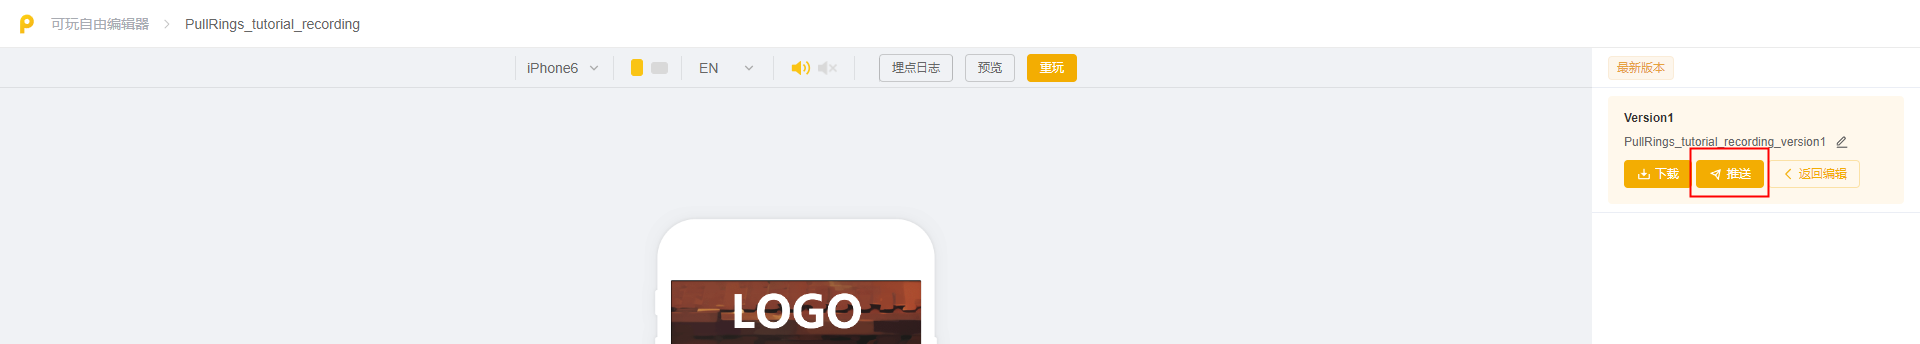 可玩自由编辑器 > PullRings_tutorial_recording
iPhone6 EN 埋点日志 预览 重玩
最新版本
Version1
PullRings_tutorial_recording_version1
下载 推送 返回编辑
LOGO